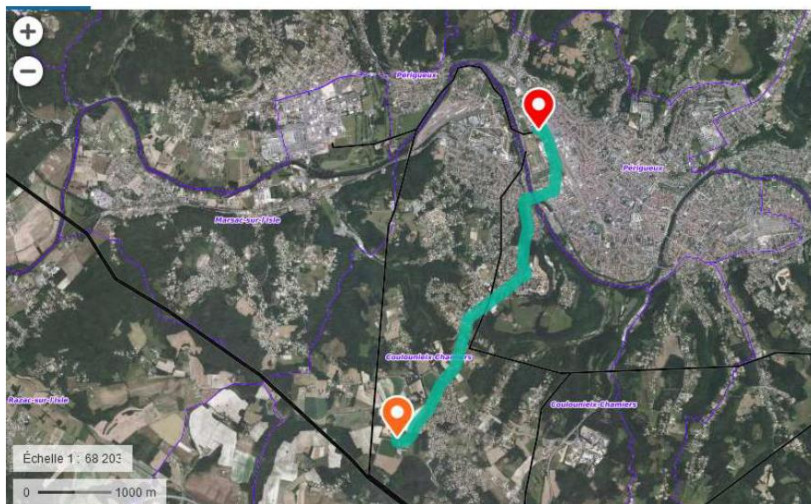 +
Périgueux
Périgueux
−
Marsac-sur-l'Isle
Coulounieix-Chamiers
Razac-sur-l'Isle
Coulounieix-Chamiers
Échelle 1 : 68 203
0 1000 m